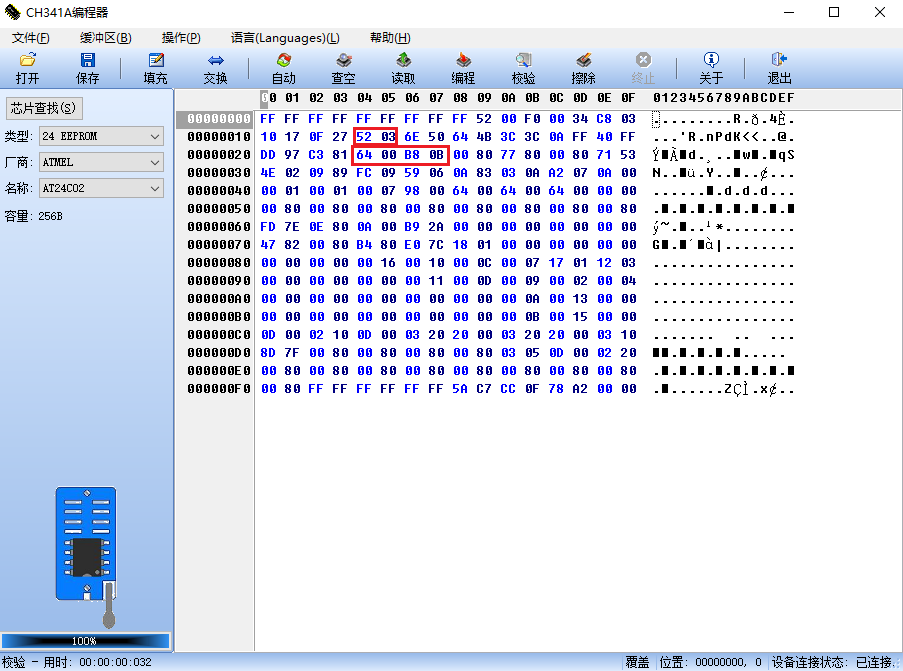 CH341A编程器
文件(F) 缓冲区(B) 操作(P) 语言(Languages)(L) 帮助(H)
打开 保存 填充 交换 自动 查空 读取 编程 校验 擦除 终止 关于 退出
芯片查找(S)
类型: 24 EEPROM
厂商: ATMEL
名称: AT24C02
容量: 256B
00 01 02 03 04 05 06 07 08 09 0A 0B 0C 0D 0E 0F 0123456789ABCDEF
00000000 FF FF FF FF FF FF FF FF FF 52 00 F0 00 34 C8 03 .........R.ð.4È.
00000010 10 17 0F 27 52 03 6E 50 64 4B 3C 3C 0A FF 40 FF ...'R.nPdK<<..@.
00000020 DD 97 C3 81 64 00 B8 0B 00 80 77 80 00 80 71 53
00000030 4E 02 09 89 FC 09 59 06 0A 83 03 0A A2 07 0A 00
00000040 00 01 00 01 00 07 98 00 64 00 64 00 64 00 00 00
00000050 00 80 00 80 00 80 00 80 00 80 00 80 00 80 00 80
00000060 FD 7E 0E 80 0A 00 B9 2A 00 00 00 00 00 00 00 00
00000070 47 82 00 80 B4 80 E0 7C 18 01 00 00 00 00 00 00
00000080 00 00 00 00 00 16 00 10 00 0C 00 07 17 01 12 03 ................
00000090 00 00 00 00 00 00 00 11 00 0D 00 09 00 02 00 04 ................
000000A0 00 00 00 00 00 00 00 00 00 00 00 0A 00 13 00 00 ................
000000B0 00 00 00 00 00 00 00 00 00 00 00 0B 00 15 00 00 ................
000000C0 0D 00 02 10 0D 00 03 20 20 00 03 20 20 00 03 10 ....... .. ...
000000D0 8D 7F 00 80 00 80 00 80 00 80 03 05 0D 00 02 20
000000E0 00 80 00 80 00 80 00 80 00 80 00 80 00 80 00 80
000000F0 00 80 FF FF FF FF FF FF 5A C7 CC 0F 78 A2 00 00
100%
校验 - 用时: 00:00:00:032 覆盖 位置: 00000000, 0 设备连接状态: 已连接